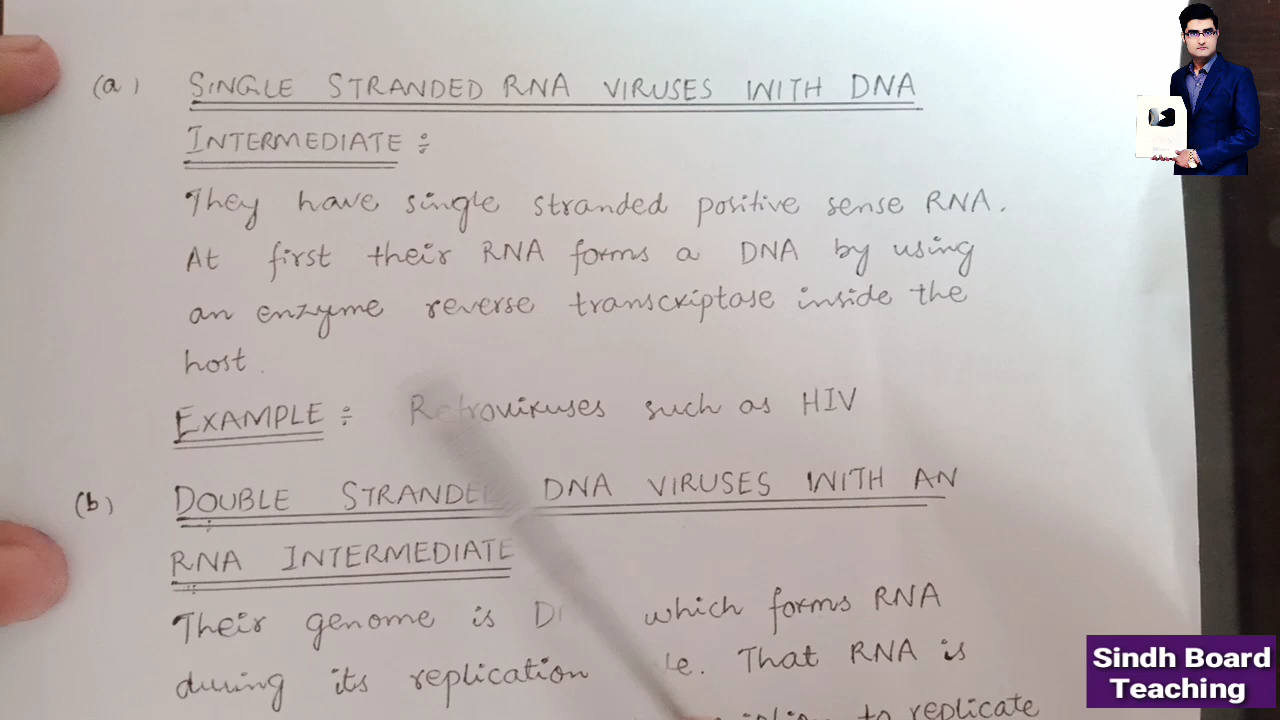 (a) SINGLE STRANDED RNA VIRUSES WITH DNA
INTERMEDIATE ÷
They have single stranded positive sense RNA.
At first their RNA forms a DNA by using
an enzyme reverse transcriptase inside the
host.
EXAMPLE ÷ Retroviruses such as HIV
(b) DOUBLE STRANDED DNA VIRUSES WITH AN
RNA INTERMEDIATE
Their genome is which forms RNA
during its replication That RNA is
to replicate
Sindh Board
Teaching